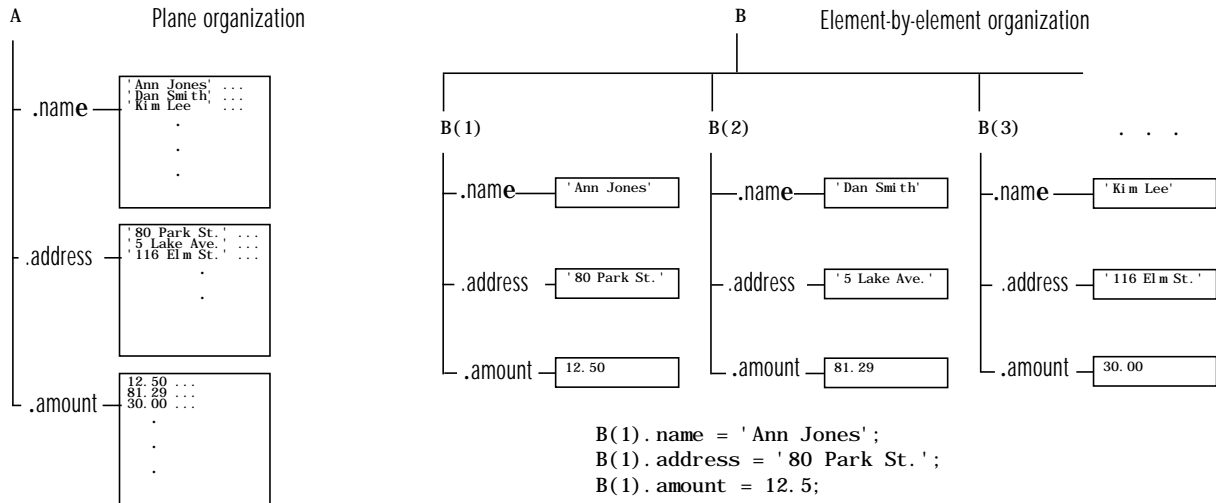 A
Plane organization
.name
'Ann Jones' ...
'Dan Smith' ...
'Kim Lee' ...
.
.
.
.address
'80 Park St.' ...
'5 Lake Ave.' ...
'116 Elm St.' ...
.
.
.amount
12.50 ...
81.29 ...
30.00 ...
.
.
.
B
Element-by-element organization
B(1)
B(2)
B(3)
. . .
.name
'Ann Jones'
.name
'Dan Smith'
.name
'Kim Lee'
.address
'80 Park St.'
.address
'5 Lake Ave.'
.address
'116 Elm St.'
.amount
12.50
.amount
81.29
.amount
30.00
B(1).name = 'Ann Jones';
B(1).address = '80 Park St.';
B(1).amount = 12.5;